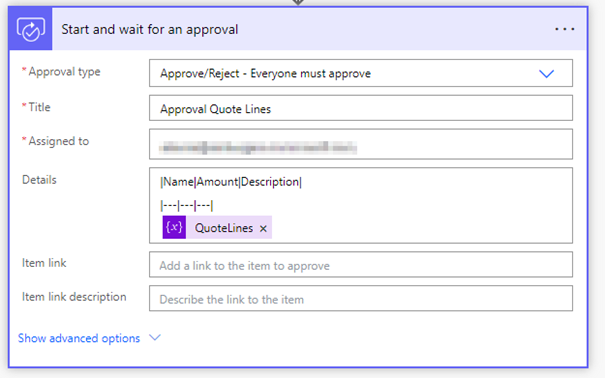 Start and wait for an approval
* Approval type
Approve/Reject - Everyone must approve
* Title
Approval Quote Lines
* Assigned to
Details
|Name|Amount|Description|
|---|---|---|
{x} QuoteLines ×
Item link
Add a link to the item to approve
Item link description
Describe the link to the item
Show advanced options